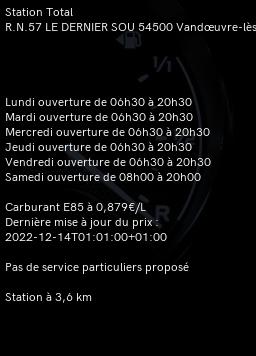 Station Total
R.N.57 LE DERNIER SOU 54500 Vandœuvre-lès
Lundi ouverture de 06h30 à 20h30
Mardi ouverture de 06h30 à 20h30
Mercredi ouverture de 06h30 à 20h30
Jeudi ouverture de 06h30 à 20h30
Vendredi ouverture de 06h30 à 20h30
Samedi ouverture de 08h00 à 20h00
Carburant E85 à 0,879€/L
Dernière mise à jour du prix :
2022-12-14T01:01:00+01:00
Pas de service particuliers proposé
Station à 3,6 km
1/1
R